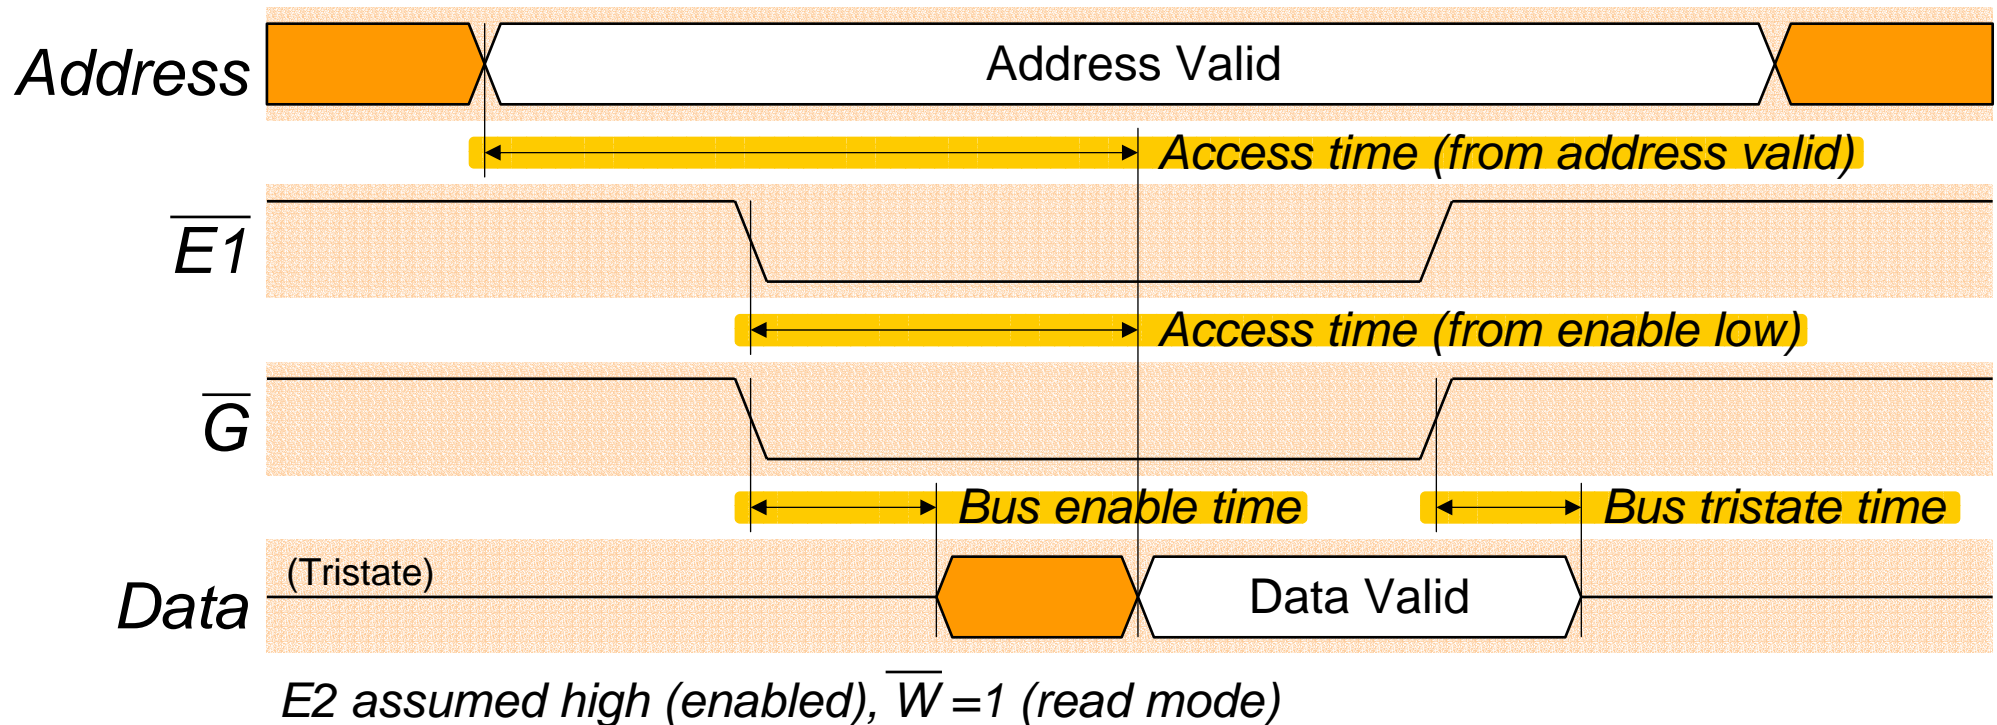 Address
Address Valid
Access time (from address valid)
E1
Access time (from enable low)
G
Bus enable time
Bus tristate time
Data
(Tristate)
Data Valid
E2 assumed high (enabled), W̅ =1 (read mode)